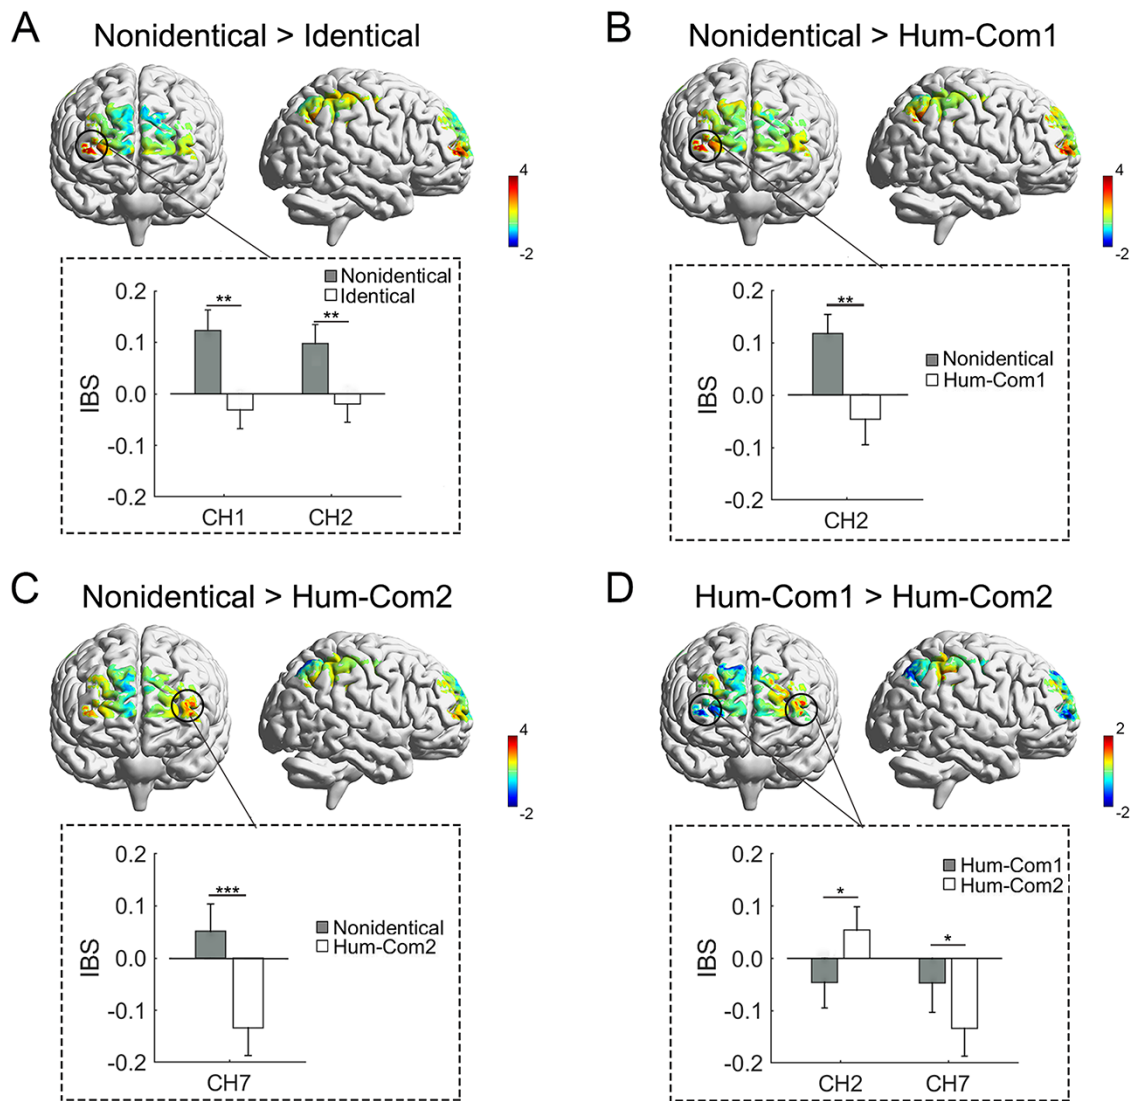 A
Nonidentical > Identical
4
-2
Nonidentical
Identical
0.2
0.1
0.0
-0.1
-0.2
IBS
**
**
CH1
CH2
B
Nonidentical > Hum-Com1
4
-2
0.2
0.1
0.0
-0.1
-0.2
IBS
**
Nonidentical
Hum-Com1
CH2
C
Nonidentical > Hum-Com2
4
-2
0.2
0.1
0.0
-0.1
-0.2
IBS
***
Nonidentical
Hum-Com2
CH7
D
Hum-Com1 > Hum-Com2
2
-2
Hum-Com1
Hum-Com2
0.2
0.1
0.0
-0.1
-0.2
IBS
*
*
CH2
CH7